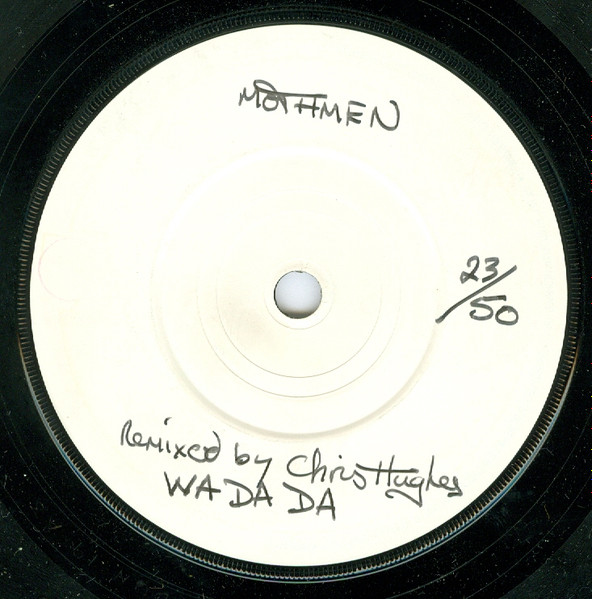 MOTHMEN
23/50
Remixed by Chris Hughes
WA DA DA